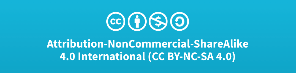 Attribution-NonCommercial-ShareAlike
4.0 International (CC BY-NC-SA 4.0)